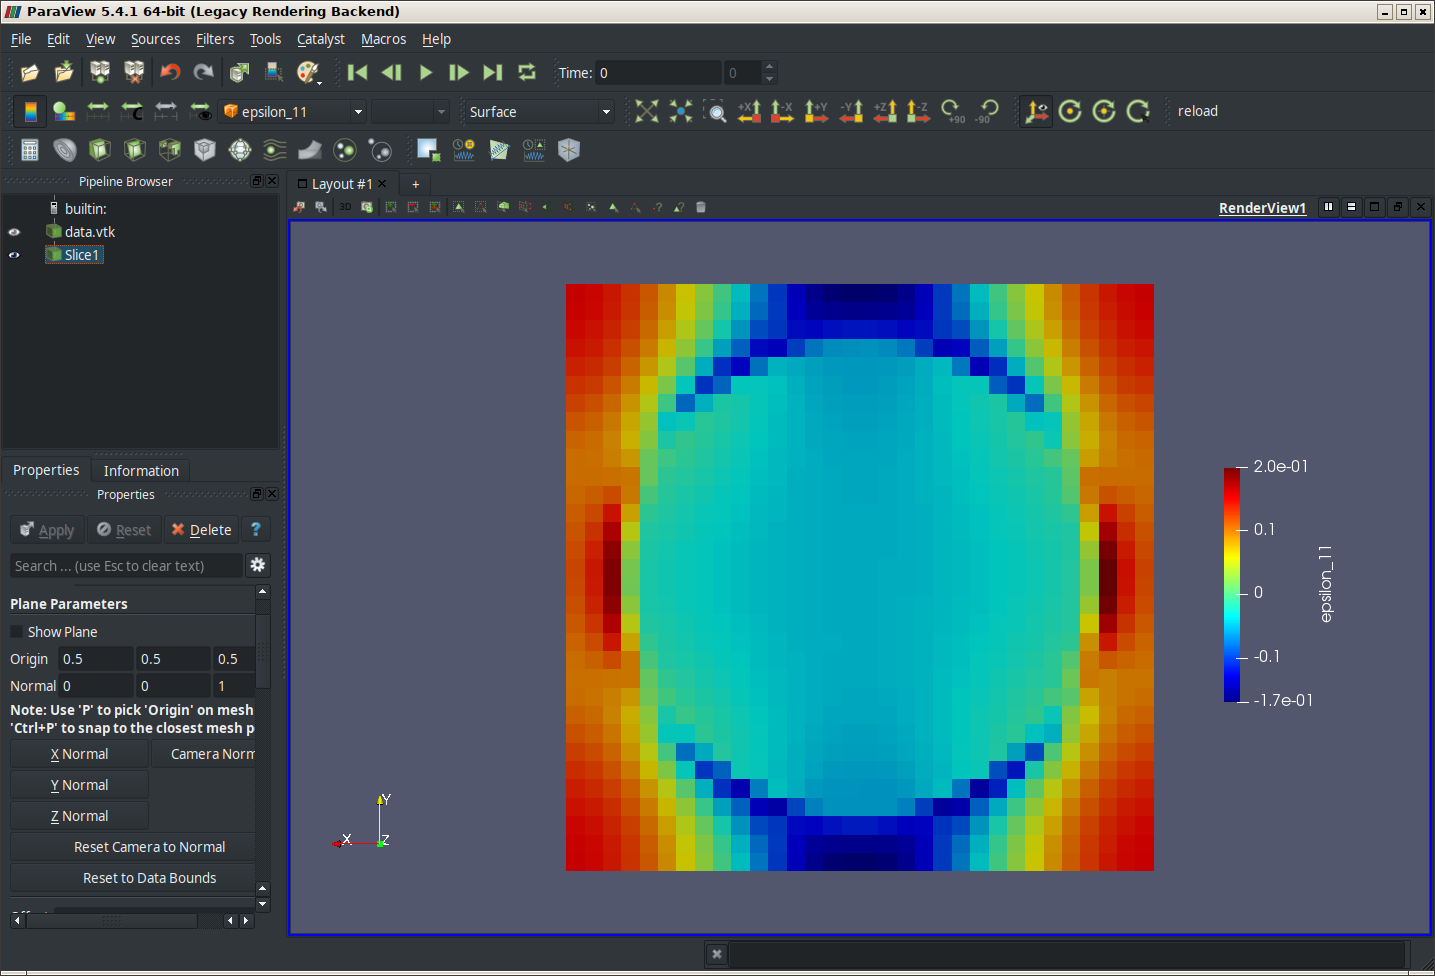 ParaView 5.4.1 64-bit (Legacy Rendering Backend)
File Edit View Sources Filters Tools Catalyst Macros Help
Time: 0 0
epsilon_11 Surface +X -X +Y -Y +Z -Z +90 -90 reload
Pipeline Browser
Layout #1 +
builtin:
3D RenderView1
data.vtk
Slice1
Properties Information
Properties
Apply Reset Delete ?
Search ... (use Esc to clear text)
Plane Parameters
Show Plane
Origin 0.5 0.5 0.5
Normal 0 0 1
Note: Use 'P' to pick 'Origin' on mesh
'Ctrl+P' to snap to the closest mesh p
X Normal Camera Norm
Y Normal
Z Normal
Reset Camera to Normal
Reset to Data Bounds
Y
X Z
2.0e-01
0.1
0
-0.1
-1.7e-01
epsilon_11